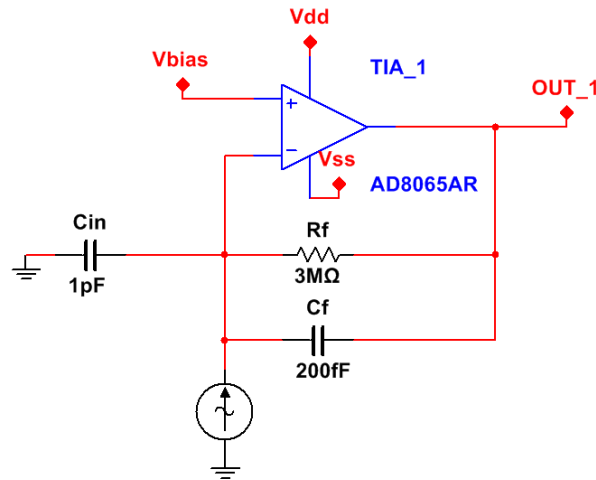 Vdd
Vbias
TIA_1
OUT_1
+
−
Vss
AD8065AR
Cin
1pF
Rf
3MΩ
Cf
200fF